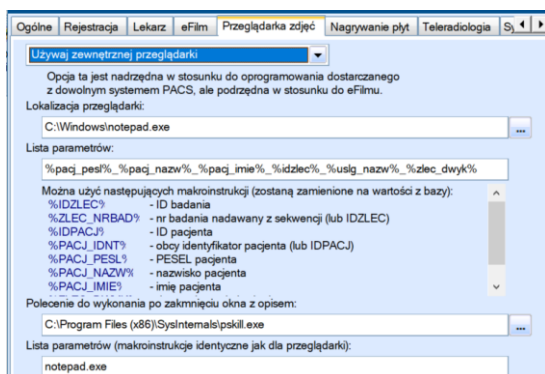 Ogólne Rejestracja Lekarz eFilm Przeglądarka zdjęć Nagrywanie płyt Teleradiologia
Używaj zewnętrznej przeglądarki
Opcja ta jest nadrzędna w stosunku do oprogramowania dostarczanego
z dowolnym systemem PACS, ale podrzędna w stosunku do eFilmu.
Lokalizacja przeglądarki:
C:\Windows\notepad.exe
...
Lista parametrów:
%pacj_pesl%_%pacj_nazw%_%pacj_imie%_%idzlec%_%uslg_nazw%_%zlec_dwyk%
Można użyć następujących makroinstrukcji (zostaną zamienione na wartości z bazy):
%IDZLEC% - ID badania
%ZLEC_NRBAD% - nr badania nadawany z sekwencji (lub IDZLEC)
%IDPACJ% - ID pacjenta
%PACJ_IDNT% - obcy identyfikator pacjenta (lub IDPACJ)
%PACJ_PESL% - PESEL pacjenta
%PACJ_NAZW% - nazwisko pacjenta
%PACJ_IMIE% - imię pacjenta
Polecenie do wykonania po zakmnięciu okna z opisem:
C:\Program Files (x86)\SysInternals\pskill.exe
...
Lista parametrów (makroinstrukcje identyczne jak dla przeglądarki):
notepad.exe